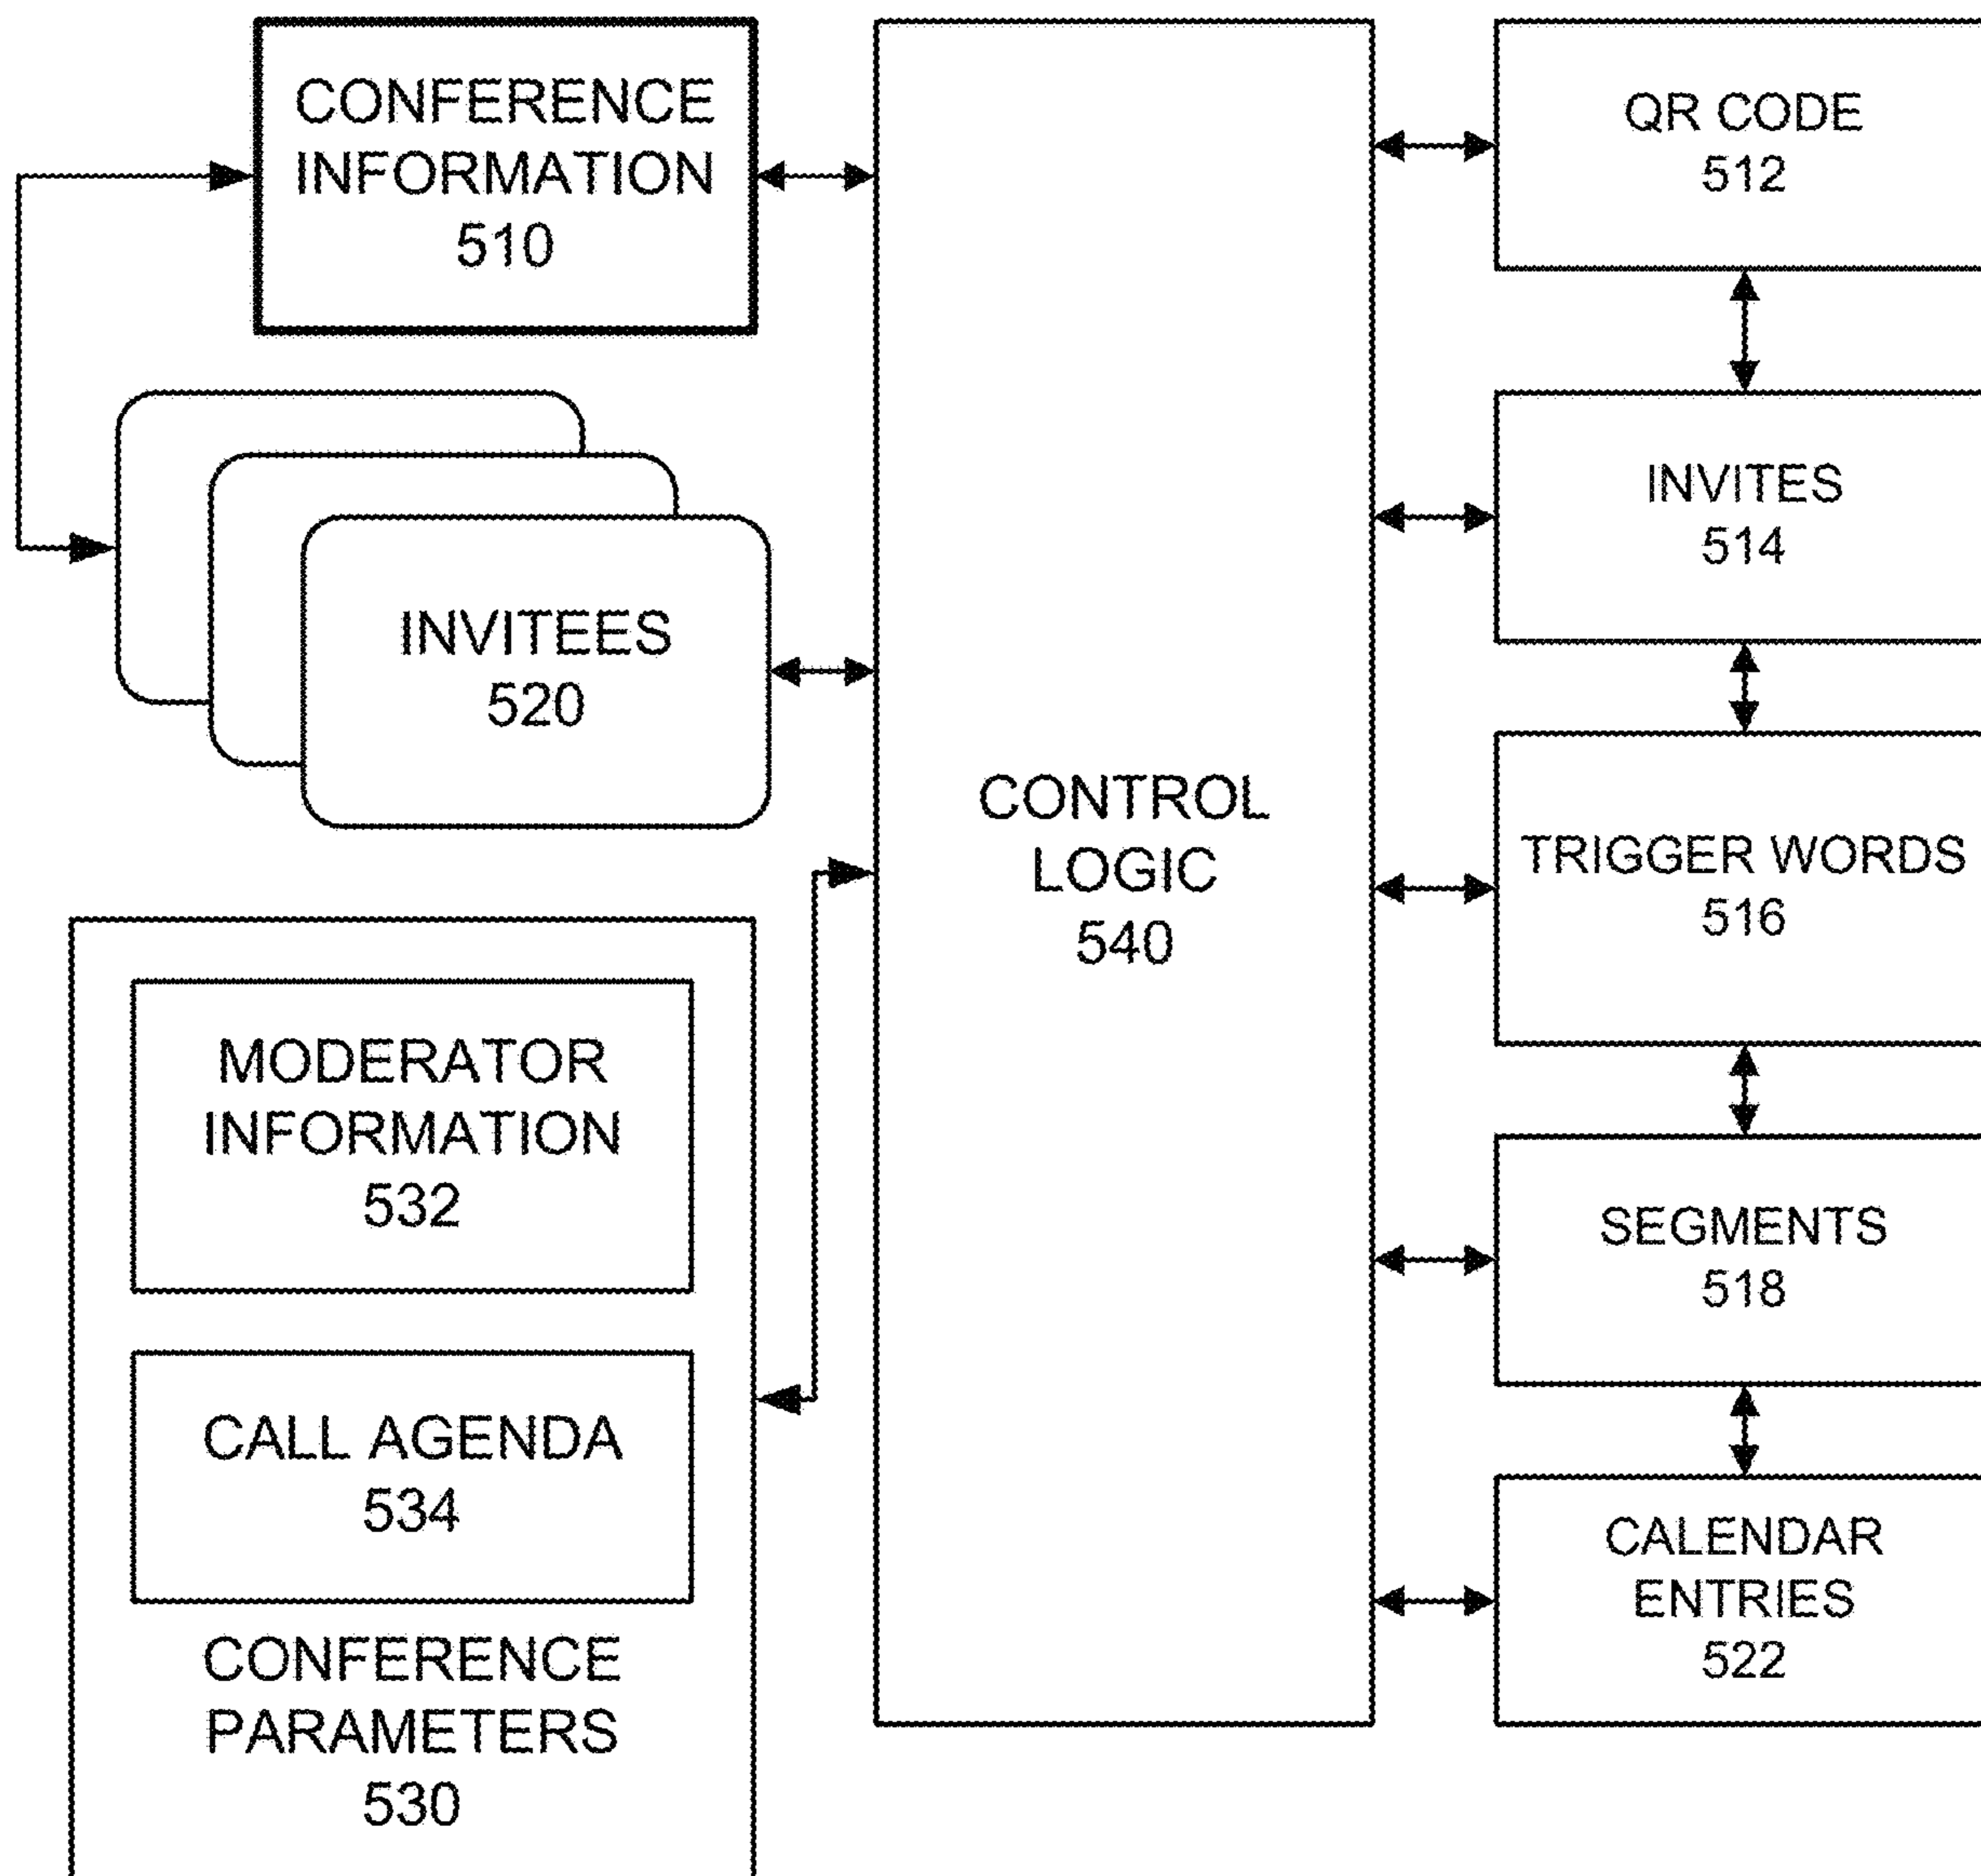 CONFERENCE
INFORMATION
510
INVITEES
520
MODERATOR
INFORMATION
532
CALL AGENDA
534
CONFERENCE
PARAMETERS
530
CONTROL
LOGIC
540
QR CODE
512
INVITES
514
TRIGGER WORDS
516
SEGMENTS
518
CALENDAR
ENTRIES
522